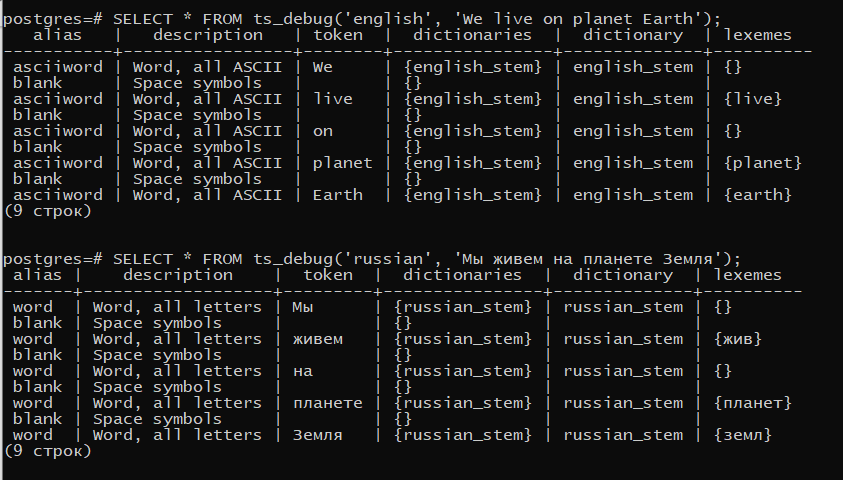 postgres=# SELECT * FROM ts_debug('english', 'We live on planet Earth');
   alias   |   description   | token  |  dictionaries  |  dictionary  | lexemes
-----------+-----------------+--------+----------------+--------------+----------
 asciiword | Word, all ASCII | We     | {english_stem} | english_stem | {}
 blank     | Space symbols   |        | {}             |              |
 asciiword | Word, all ASCII | live   | {english_stem} | english_stem | {live}
 blank     | Space symbols   |        | {}             |              |
 asciiword | Word, all ASCII | on     | {english_stem} | english_stem | {}
 blank     | Space symbols   |        | {}             |              |
 asciiword | Word, all ASCII | planet | {english_stem} | english_stem | {planet}
 blank     | Space symbols   |        | {}             |              |
 asciiword | Word, all ASCII | Earth  | {english_stem} | english_stem | {earth}
(9 строк)
postgres=# SELECT * FROM ts_debug('russian', 'Мы живем на планете Земля');
 alias |    description    |  token  |  dictionaries  |  dictionary  | lexemes
-------+-------------------+---------+----------------+--------------+----------
 word  | Word, all letters | Мы      | {russian_stem} | russian_stem | {}
 blank | Space symbols     |         | {}             |              |
 word  | Word, all letters | живем   | {russian_stem} | russian_stem | {жив}
 blank | Space symbols     |         | {}             |              |
 word  | Word, all letters | на      | {russian_stem} | russian_stem | {}
 blank | Space symbols     |         | {}             |              |
 word  | Word, all letters | планете | {russian_stem} | russian_stem | {планет}
 blank | Space symbols     |         | {}             |              |
 word  | Word, all letters | Земля   | {russian_stem} | russian_stem | {земл}
(9 строк)